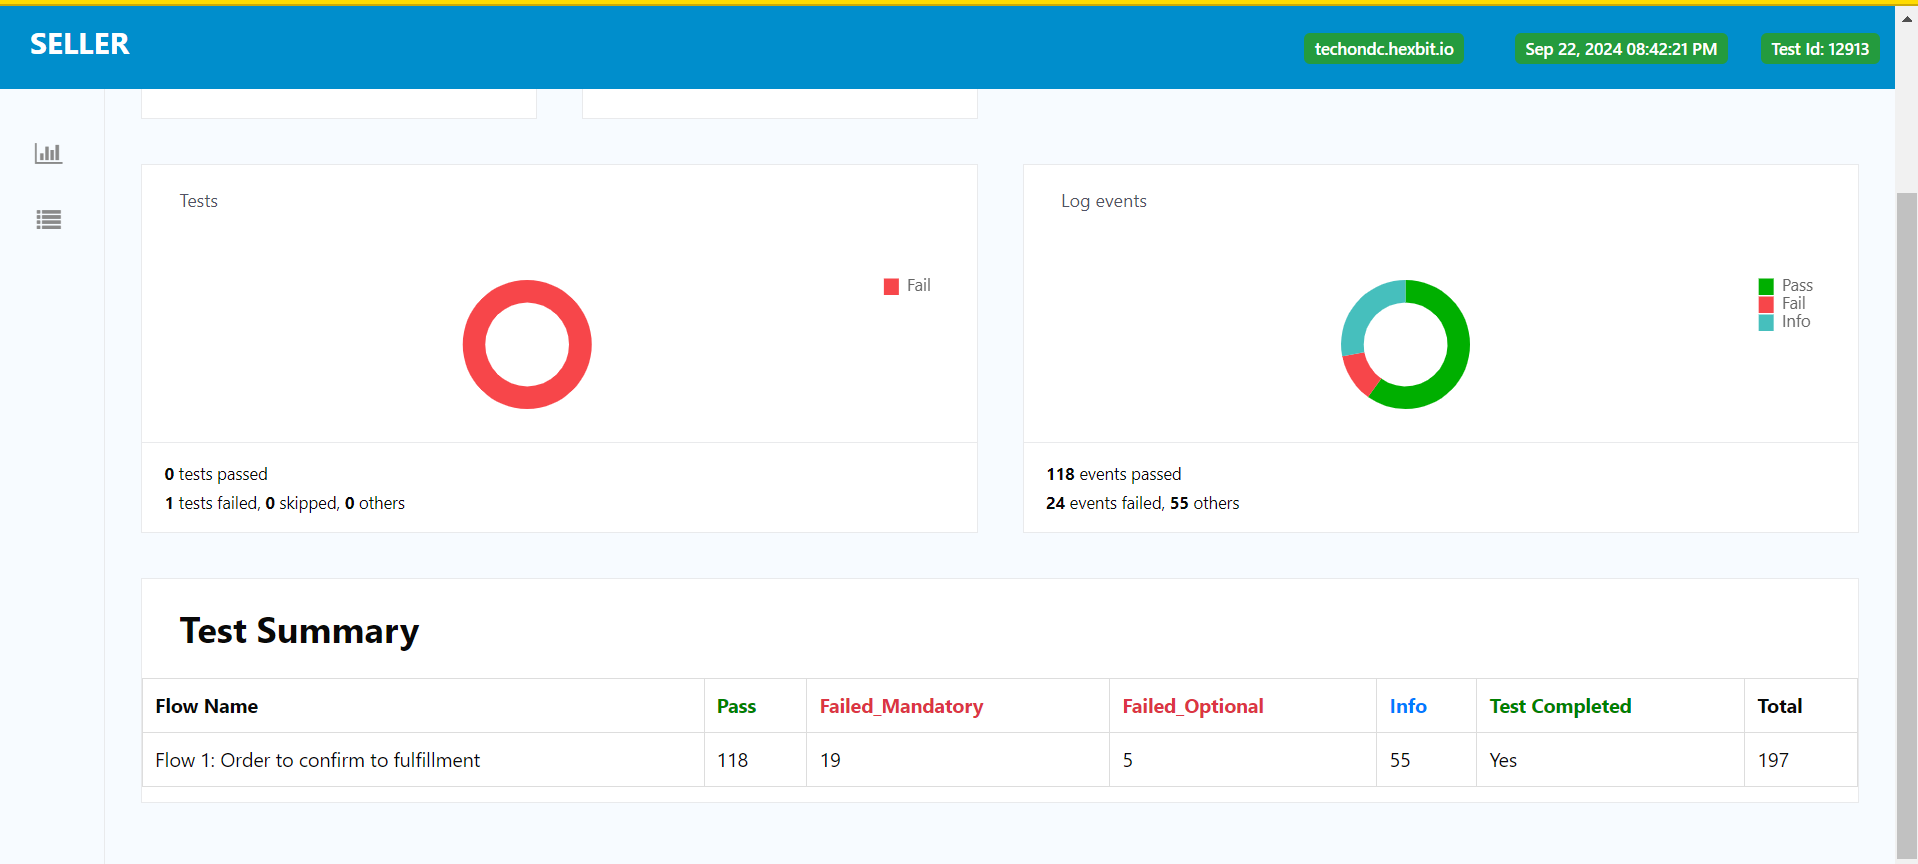 SELLER
techondc.hexbit.io
Sep 22, 2024 08:42:21 PM
Test Id: 12913
Tests
Fail
0 tests passed
1 tests failed, 0 skipped, 0 others
Log events
Pass
Fail
Info
118 events passed
24 events failed, 55 others
Test Summary
Flow Name Pass Failed_Mandatory Failed_Optional Info Test Completed Total
Flow 1: Order to confirm to fulfillment 118 19 5 55 Yes 197